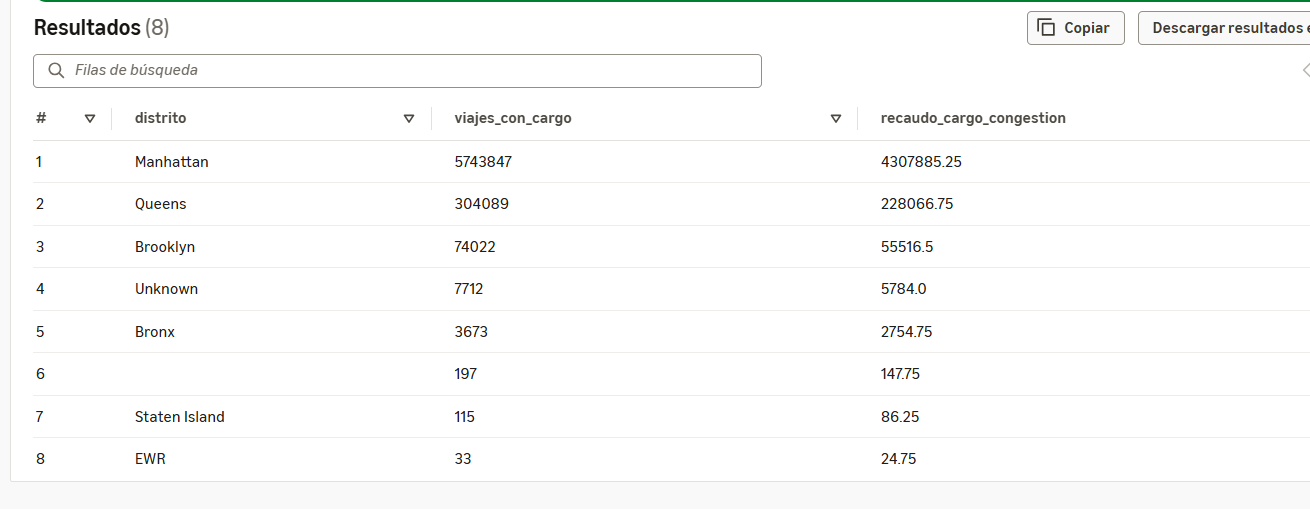 Resultados (8)
Copiar
Descargar resultados e
Filas de búsqueda
# distrito viajes_con_cargo recaudo_cargo_congestion
1 Manhattan 5743847 4307885.25
2 Queens 304089 228066.75
3 Brooklyn 74022 55516.5
4 Unknown 7712 5784.0
5 Bronx 3673 2754.75
6 197 147.75
7 Staten Island 115 86.25
8 EWR 33 24.75